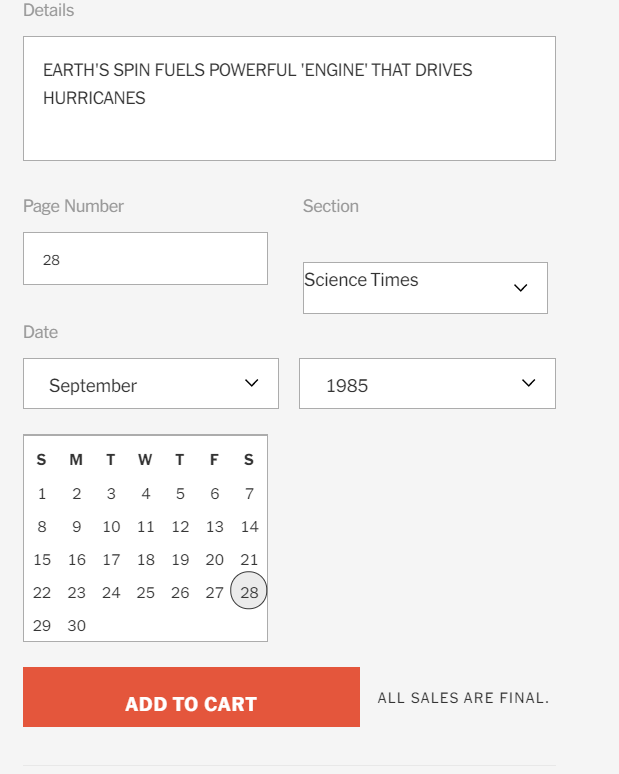 Details
EARTH'S SPIN FUELS POWERFUL 'ENGINE' THAT DRIVES
HURRICANES
Page Number
Section
28
Science Times
Date
September
1985
S M T W T F S
1 2 3 4 5 6 7
8 9 10 11 12 13 14
15 16 17 18 19 20 21
22 23 24 25 26 27 28
29 30
ADD TO CART
ALL SALES ARE FINAL.